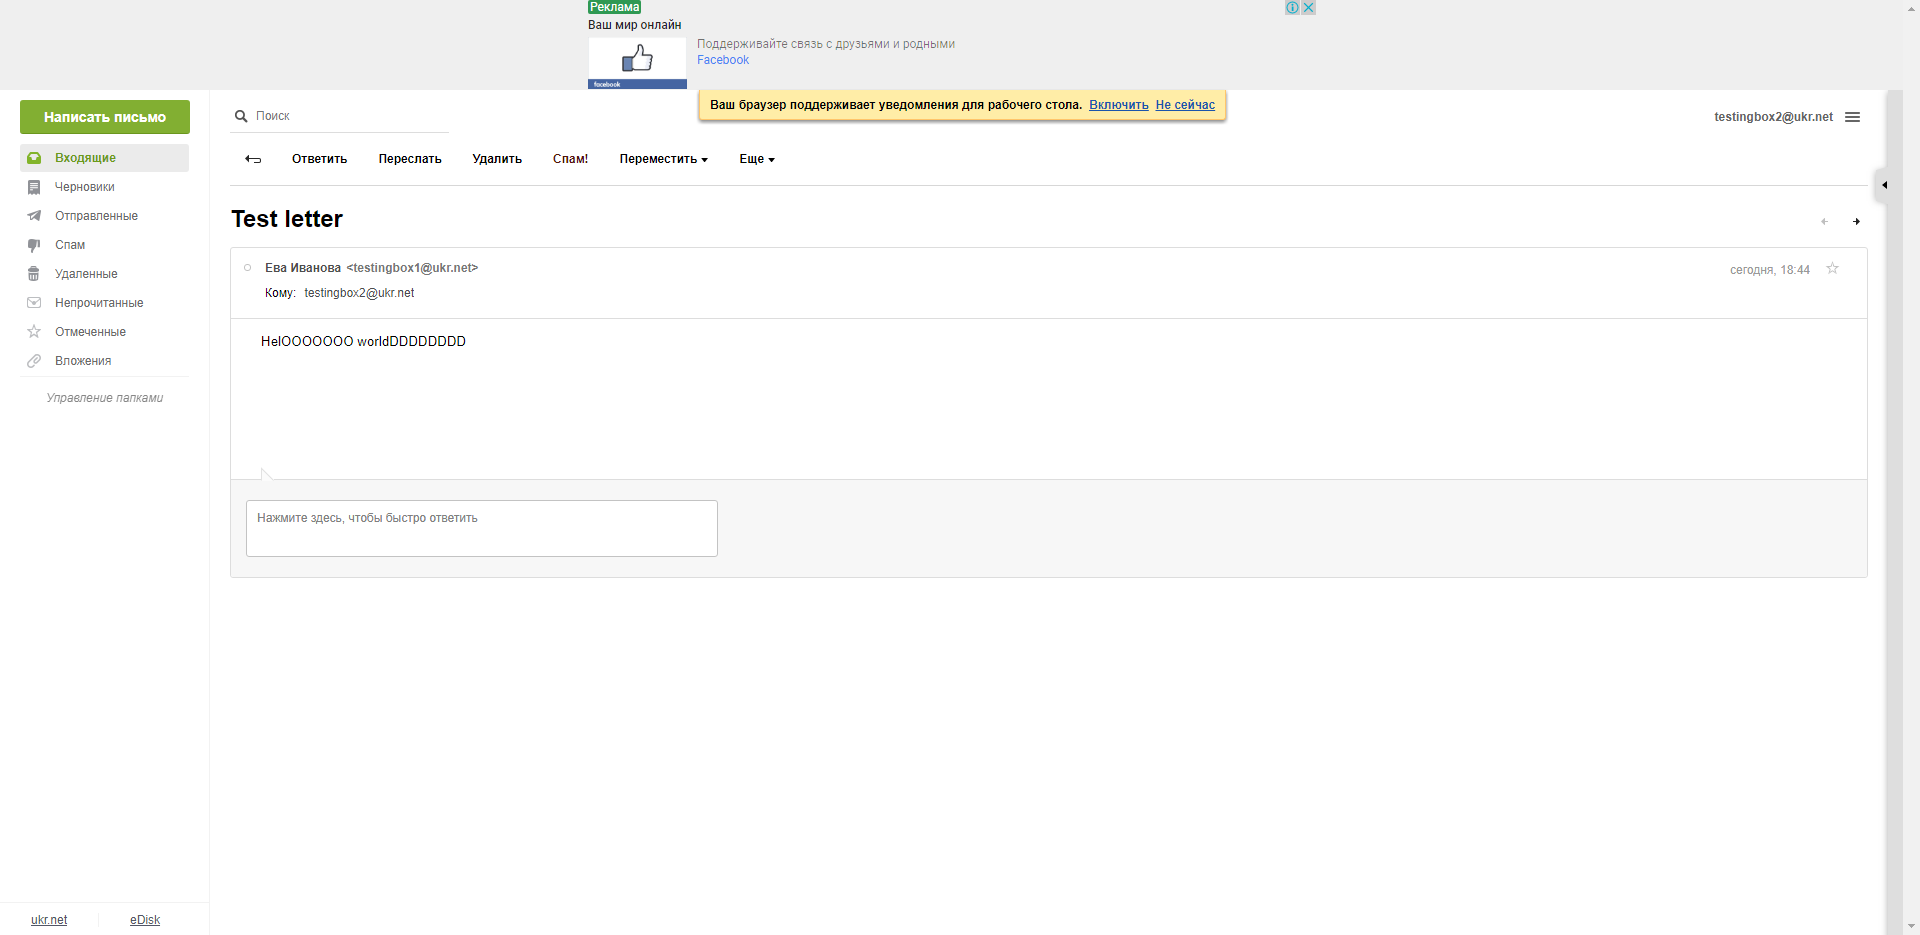 Реклама
Ваш мир онлайн
Поддерживайте связь с друзьями и родными
Facebook
facebook
Ваш браузер поддерживает уведомления для рабочего стола. Включить Не сейчас
Написать письмо
Поиск
testingbox2@ukr.net
Входящие
Черновики
Отправленные
Спам
Удаленные
Непрочитанные
Отмеченные
Вложения
Управление папками
Ответить Переслать Удалить Спам! Переместить Еще
Test letter
Ева Иванова <testingbox1@ukr.net>
сегодня, 18:44
Кому: testingbox2@ukr.net
HelOOOOOOO worldDDDDDDDD
Нажмите здесь, чтобы быстро ответить
ukr.net eDisk